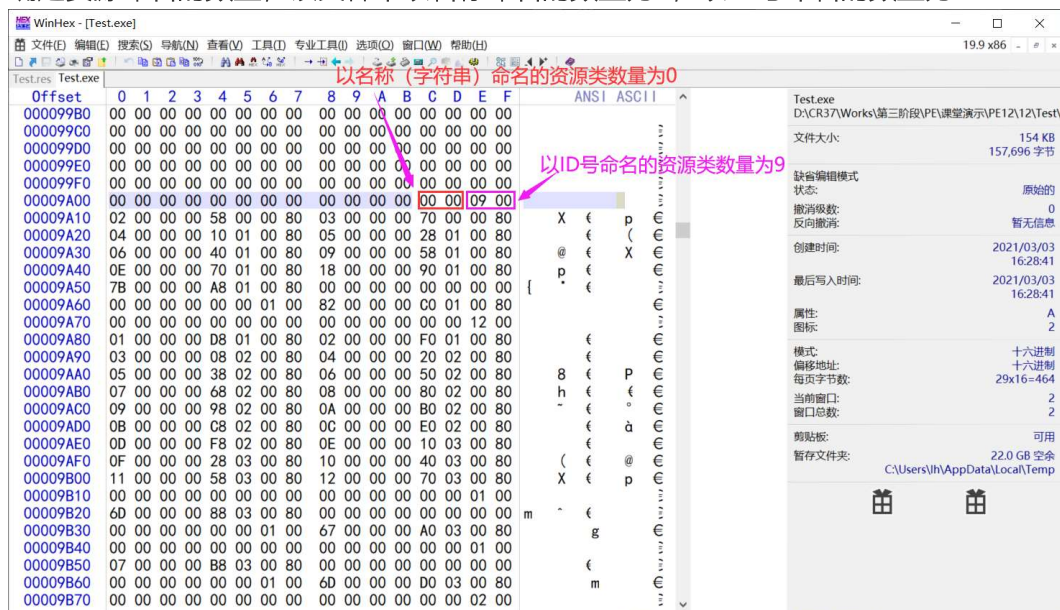 WinHex - [Test.exe]
文件(F) 编辑(E) 搜索(S) 导航(N) 查看(V) 工具(T) 专业工具(I) 选项(O) 窗口(W) 帮助(H) 19.9 x86
Test.res Test.exe
以名称（字符串）命名的资源类数量为0
Offset 0 1 2 3 4 5 6 7 8 9 A B C D E F ANSI ASCII
000099B0 00 00 00 00 00 00 00 00 00 00 00 00 00 00 00 00
000099C0 00 00 00 00 00 00 00 00 00 00 00 00 00 00 00 00
000099D0 00 00 00 00 00 00 00 00 00 00 00 00 00 00 00 00
000099E0 00 00 00 00 00 00 00 00 00 00 00 00 00 00 00 00
以ID号命名的资源类数量为9
000099F0 00 00 00 00 00 00 00 00 00 00 00 00 00 00 00 00
00009A00 00 00 00 00 00 00 00 00 00 00 00 00 00 00 09 00
00009A10 02 00 00 00 58 00 00 80 03 00 00 00 70 00 00 80 X € p €
00009A20 04 00 00 00 10 01 00 80 05 00 00 00 28 01 00 80 € ( €
00009A30 06 00 00 00 40 01 00 80 09 00 00 00 58 01 00 80 @ € X €
00009A40 0E 00 00 00 70 01 00 80 18 00 00 00 90 01 00 80 p € €
00009A50 7B 00 00 00 A8 01 00 80 00 00 00 00 00 00 00 00 { ¨ €
00009A60 00 00 00 00 00 00 01 00 82 00 00 00 C0 01 00 80 €
00009A70 00 00 00 00 00 00 00 00 00 00 00 00 00 00 12 00
00009A80 01 00 00 00 D8 01 00 80 02 00 00 00 F0 01 00 80 € €
00009A90 03 00 00 00 08 02 00 80 04 00 00 00 20 02 00 80 € €
00009AA0 05 00 00 00 38 02 00 80 06 00 00 00 50 02 00 80 8 € P €
00009AB0 07 00 00 00 68 02 00 80 08 00 00 00 80 02 00 80 h € € €
00009AC0 09 00 00 00 98 02 00 80 0A 00 00 00 B0 02 00 80 ˜ € ° €
00009AD0 0B 00 00 00 C8 02 00 80 0C 00 00 00 E0 02 00 80 € à €
00009AE0 0D 00 00 00 F8 02 00 80 0E 00 00 00 10 03 00 80 € €
00009AF0 0F 00 00 00 28 03 00 80 10 00 00 00 40 03 00 80 ( € @ €
00009B00 11 00 00 00 58 03 00 80 12 00 00 00 70 03 00 80 X € p €
00009B10 00 00 00 00 00 00 00 00 00 00 00 00 00 00 01 00
00009B20 6D 00 00 00 88 03 00 80 00 00 00 00 00 00 00 00 m ˆ €
00009B30 00 00 00 00 00 00 01 00 67 00 00 00 A0 03 00 80 g €
00009B40 00 00 00 00 00 00 00 00 00 00 00 00 00 00 01 00
00009B50 07 00 00 00 B8 03 00 80 00 00 00 00 00 00 00 00 €
00009B60 00 00 00 00 00 00 01 00 6D 00 00 00 D0 03 00 80 m €
00009B70 00 00 00 00 00 00 00 00 00 00 00 00 00 00 02 00
Test.exe
D:\CR37\Works\第三阶段\PE\课堂演示\PE12\12\Test\
文件大小: 154 KB
157,696 字节
缺省编辑模式
状态: 原始的
撤消级数: 0
反向撤消: 暂无信息
创建时间: 2021/03/03
16:28:41
最后写入时间: 2021/03/03
16:28:41
属性: A
图标: 2
模式: 十六进制
偏移地址: 十六进制
每页字节数: 29x16=464
当前窗口: 2
窗口总数: 2
剪贴板: 可用
暂存文件夹: 22.0 GB 空余
C:\Users\lh\AppData\Local\Temp